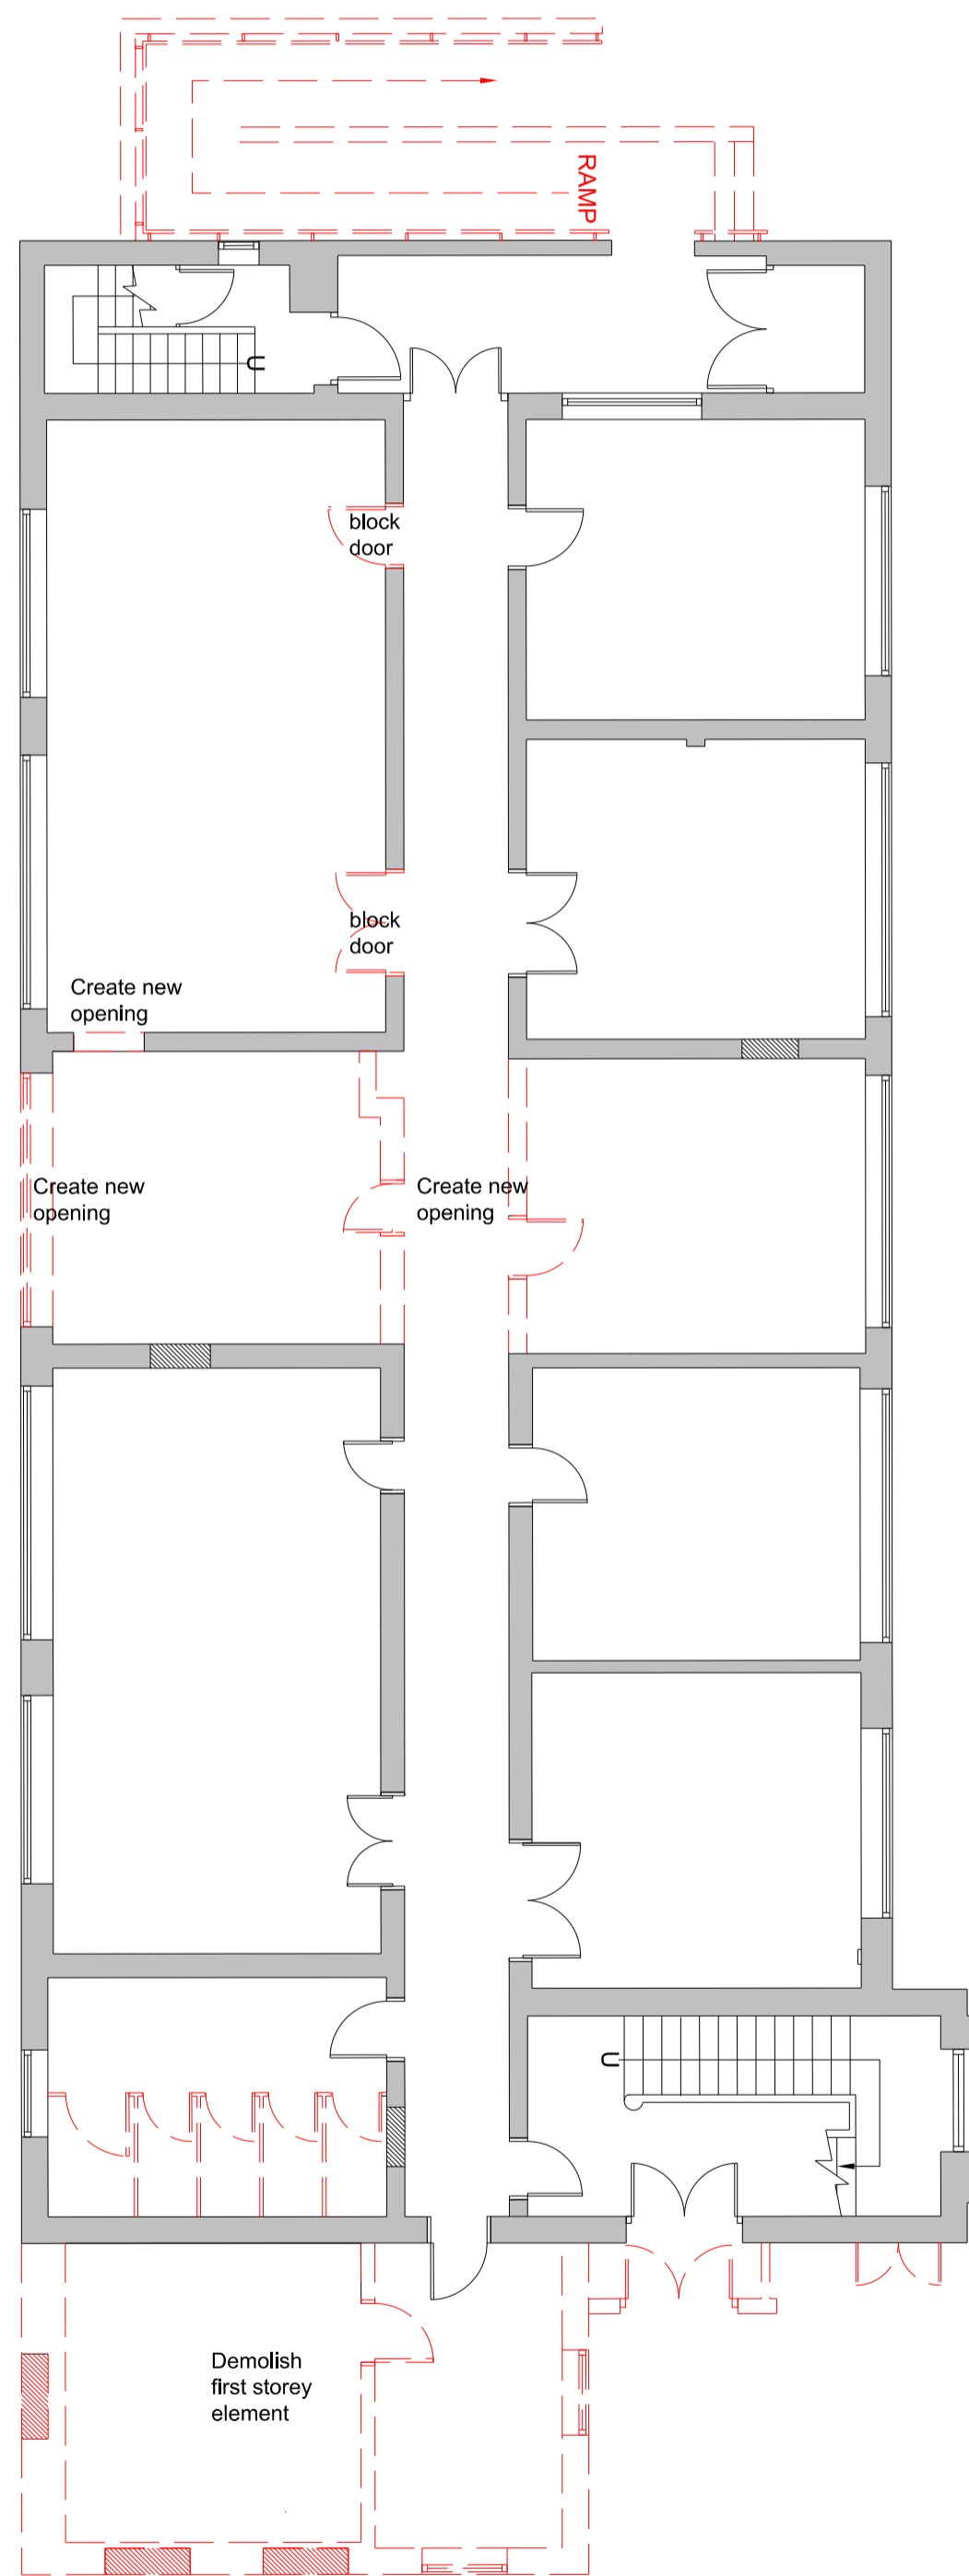 RAMP
U
block
door
block
door
Create new
opening
Create new
opening
Create new
opening
U
Demolish
first storey
element